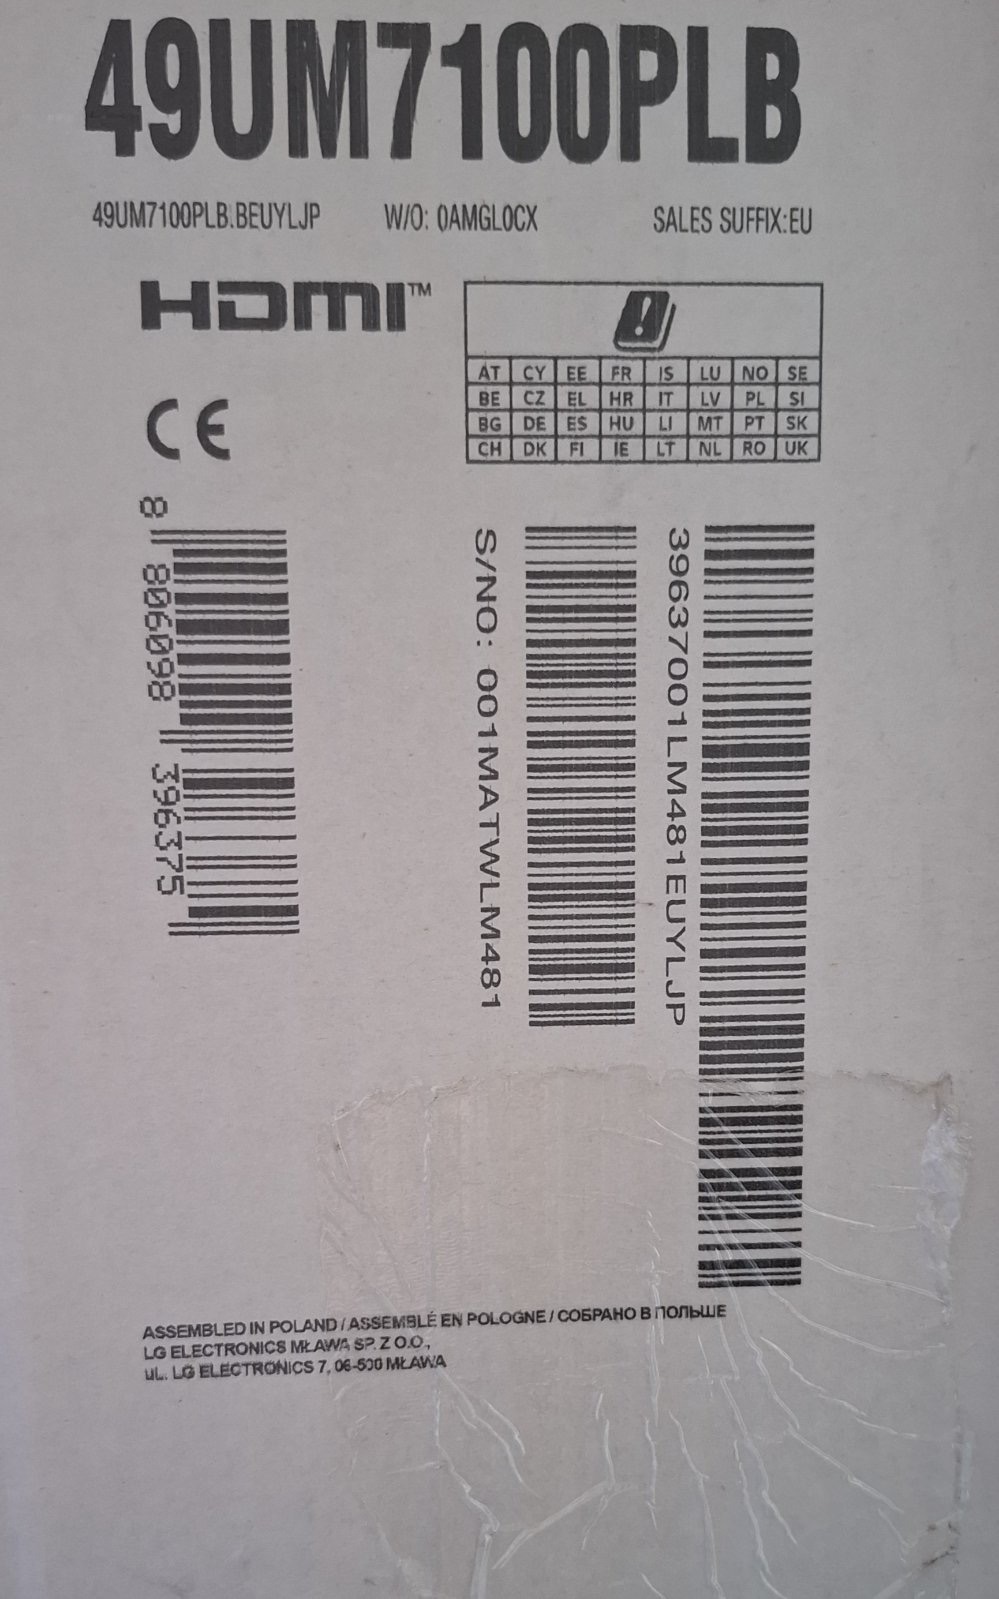 49UM7100PLB
49UM7100PLB.BEUYLJP W/O: 0AMGL0CX SALES SUFFIX:EU
HDMI™
AT CY EE FR IS LU NO SE
BE CZ EL HR IT LV PL SI
BG DE ES HU LI MT PT SK
CH DK FI IE LT NL RO UK
CE
8 806098 396375
S/NO: 001MATWLM481
39637001LM481EUYLJP
ASSEMBLED IN POLAND / ASSEMBLÉ EN POLOGNE / СОБРАНО В ПОЛЬШЕ
LG ELECTRONICS MŁAWA SP. Z O.O.,
UL. LG ELECTRONICS 7, 06-500 MŁAWA